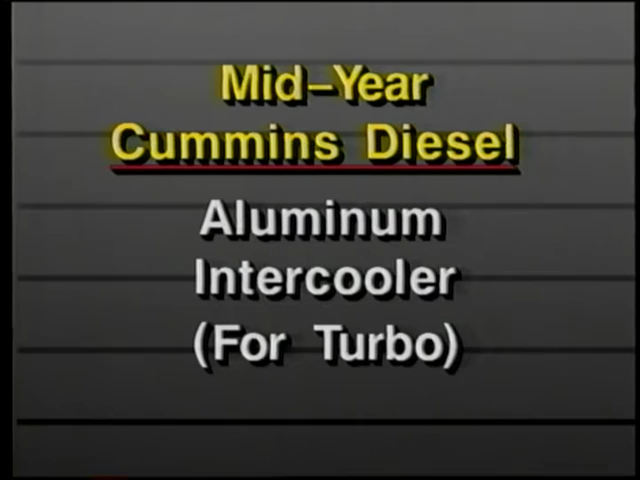 Mid-Year
Cummins Diesel
Aluminum
Intercooler
(For Turbo)